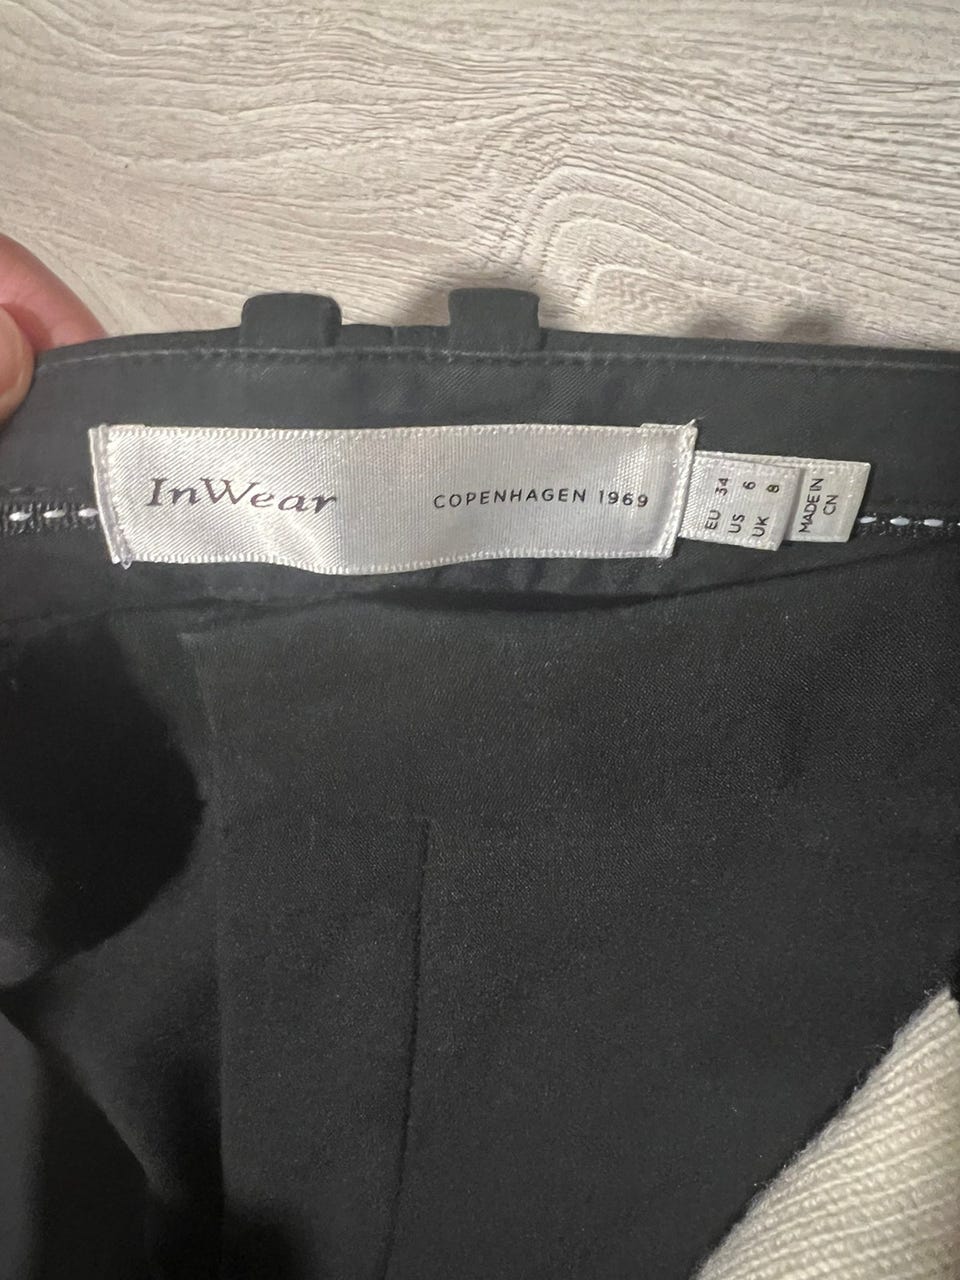 InWear
COPENHAGEN 1969
EU 34
US 6
UK 8
MADE IN
CN